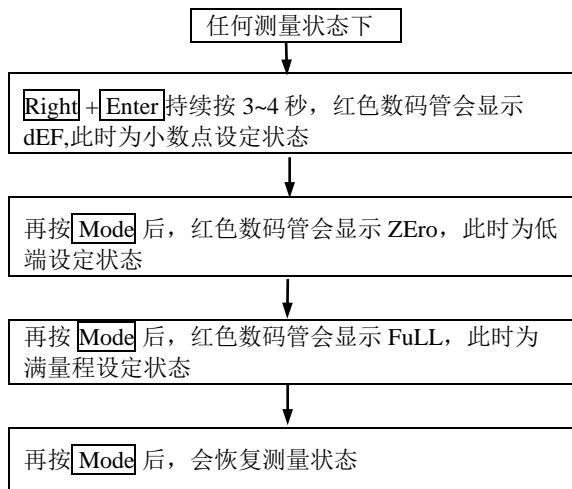 任何测量状态下
Right + Enter 持续按 3~4 秒，红色数码管会显示
dEF,此时为小数点设定状态
再按 Mode 后，红色数码管会显示 ZEro，此时为低
端设定状态
再按 Mode 后，红色数码管会显示 FuLL，此时为
满量程设定状态
再按 Mode 后，会恢复测量状态